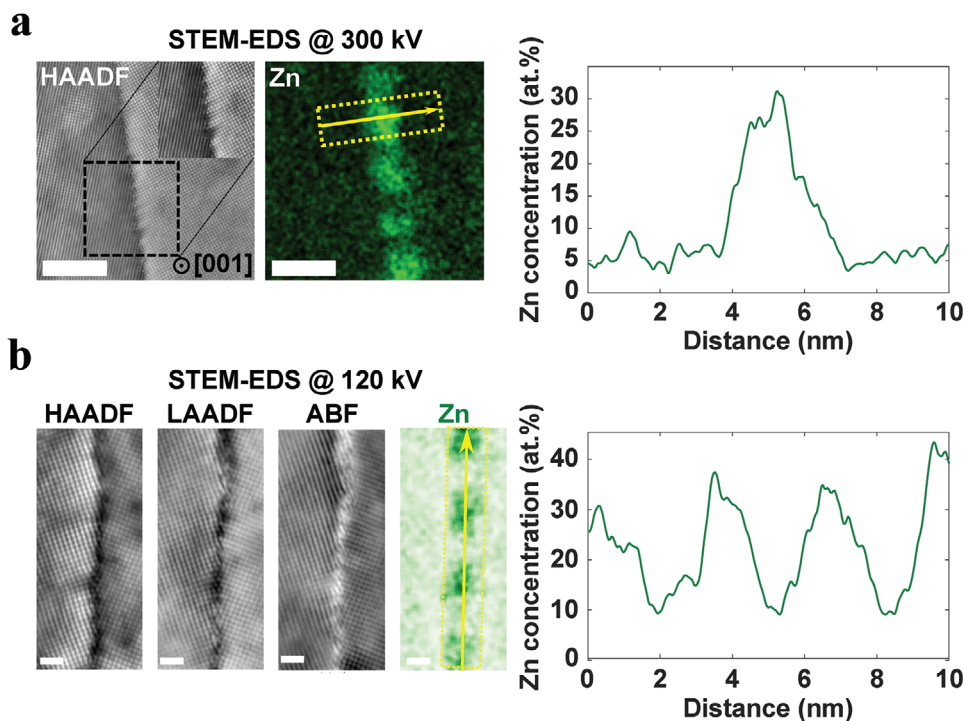 a
STEM-EDS @ 300 kV
HAADF
Zn
⊙[001]
Zn concentration (at.%)
30
25
20
15
10
5
0
0 2 4 6 8 10
Distance (nm)
b
STEM-EDS @ 120 kV
HAADF LAADF ABF Zn
Zn concentration (at.%)
40
30
20
10
0
0 2 4 6 8 10
Distance (nm)